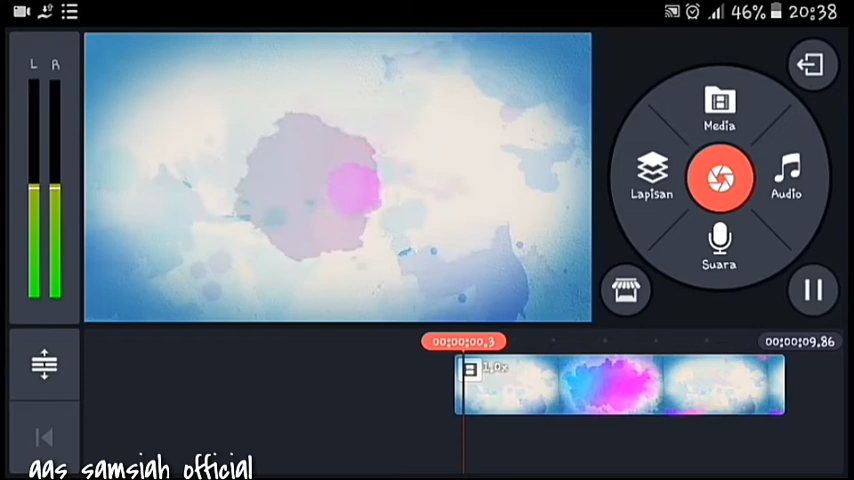 46% 20:38
L R
Media
Lapisan
Audio
Suara
00:00:00.3
00:00:09.86
1.0x
aas samsiah official